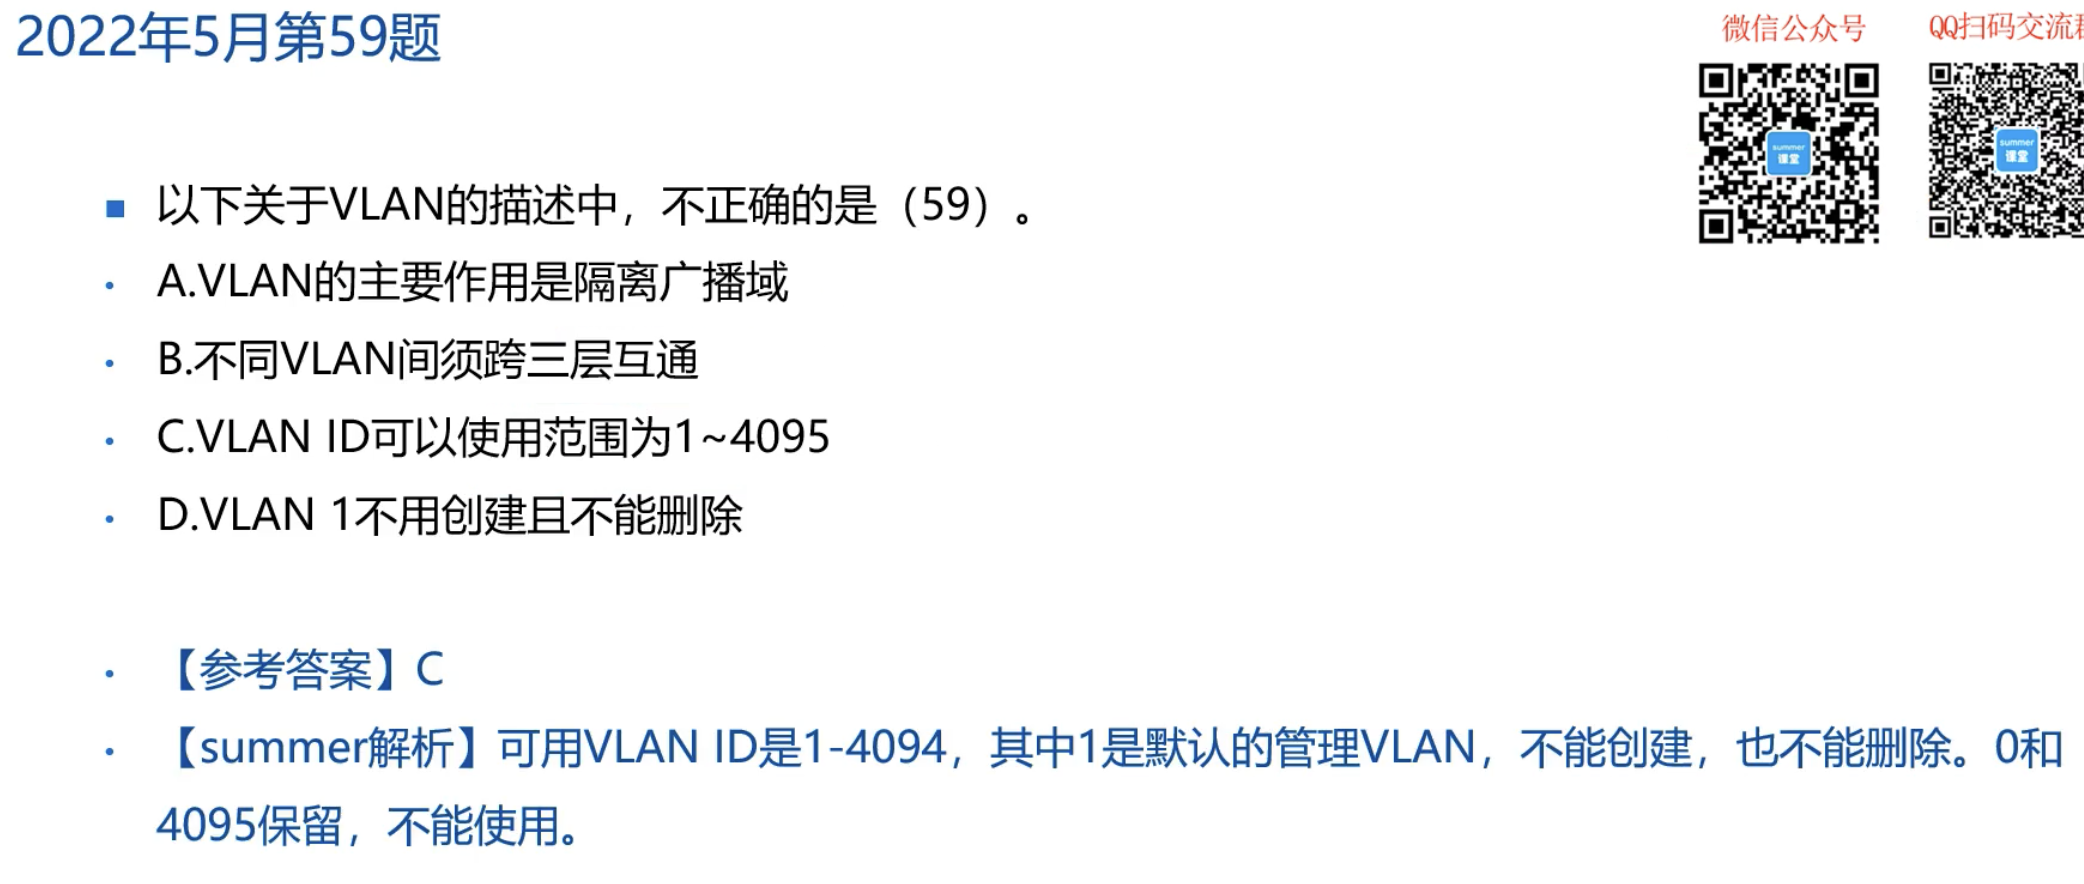 2022年5月第59题
微信公众号
QQ扫码交流群
summer
课堂
summer
课堂
以下关于VLAN的描述中，不正确的是（59）。
A.VLAN的主要作用是隔离广播域
B.不同VLAN间须跨三层互通
C.VLAN ID可以使用范围为1~4095
D.VLAN 1不用创建且不能删除
【参考答案】C
【summer解析】可用VLAN ID是1-4094，其中1是默认的管理VLAN，不能创建，也不能删除。0和
4095保留，不能使用。